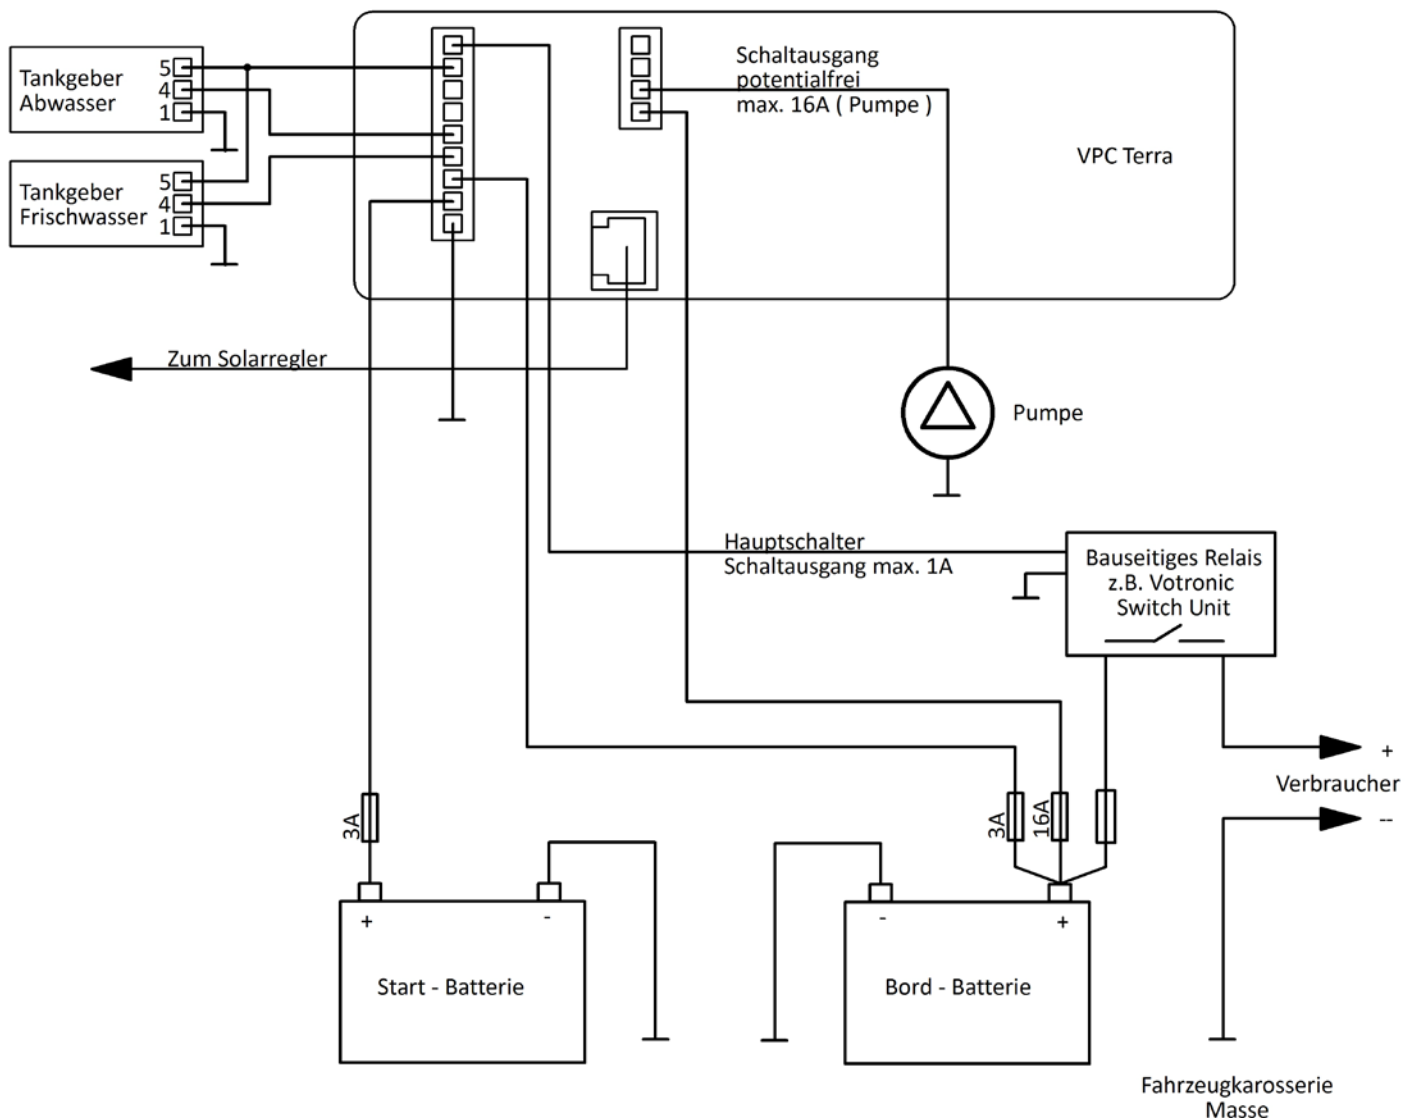 Tankgeber
Abwasser
5
4
1
Tankgeber
Frischwasser
5
4
1
Schaltausgang
potentialfrei
max. 16A ( Pumpe )
VPC Terra
Zum Solarregler
Pumpe
Hauptschalter
Schaltausgang max. 1A
Bauseitiges Relais
z.B. Votronic
Switch Unit
+
Verbraucher
--
3A
3A
16A
+
-
Start - Batterie
-
+
Bord - Batterie
Fahrzeugkarosserie
Masse